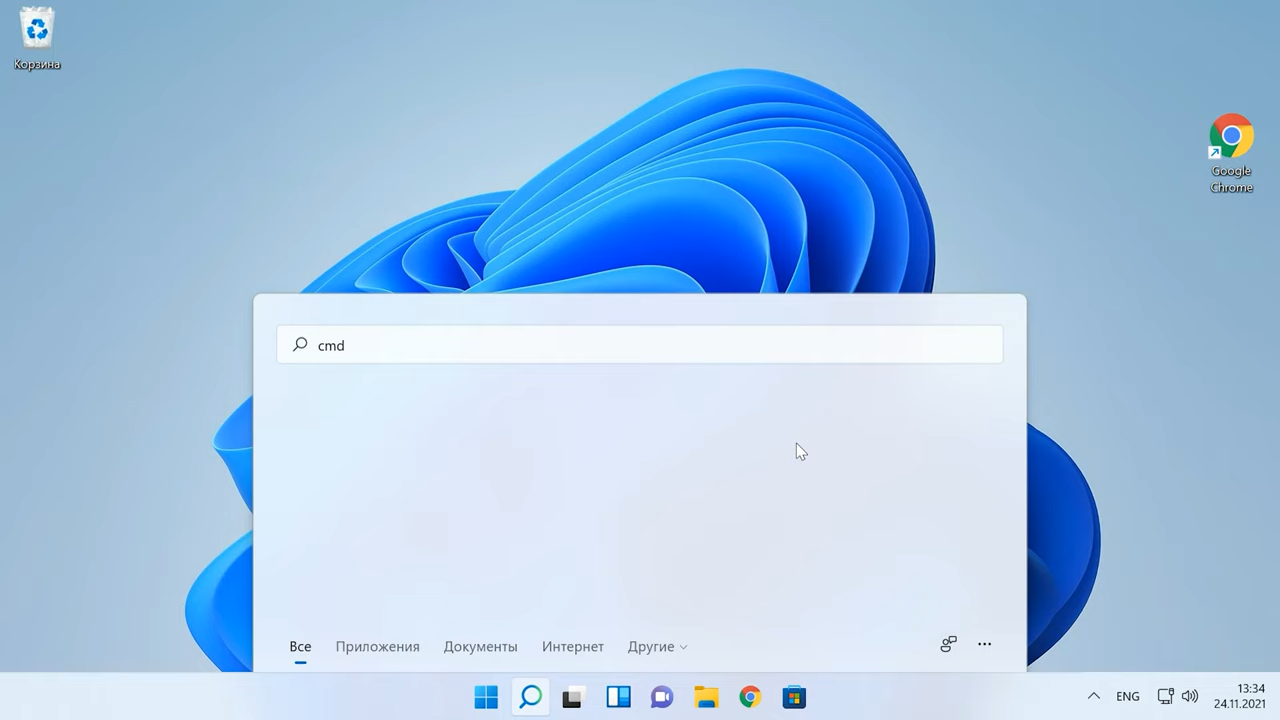 Корзина
Google
Chrome
cmd
Все Приложения Документы Интернет Другие
ENG
13:34
24.11.2021